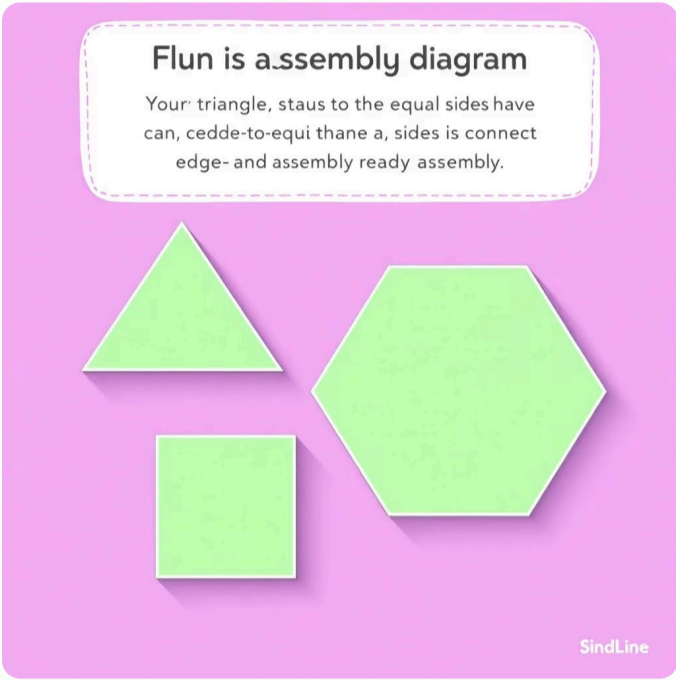 Flun is assembly diagram
Your triangle, staus to the equal sides have
can, cedde-to-equi thane a, sides is connect
edge- and assembly ready assembly.
SindLine